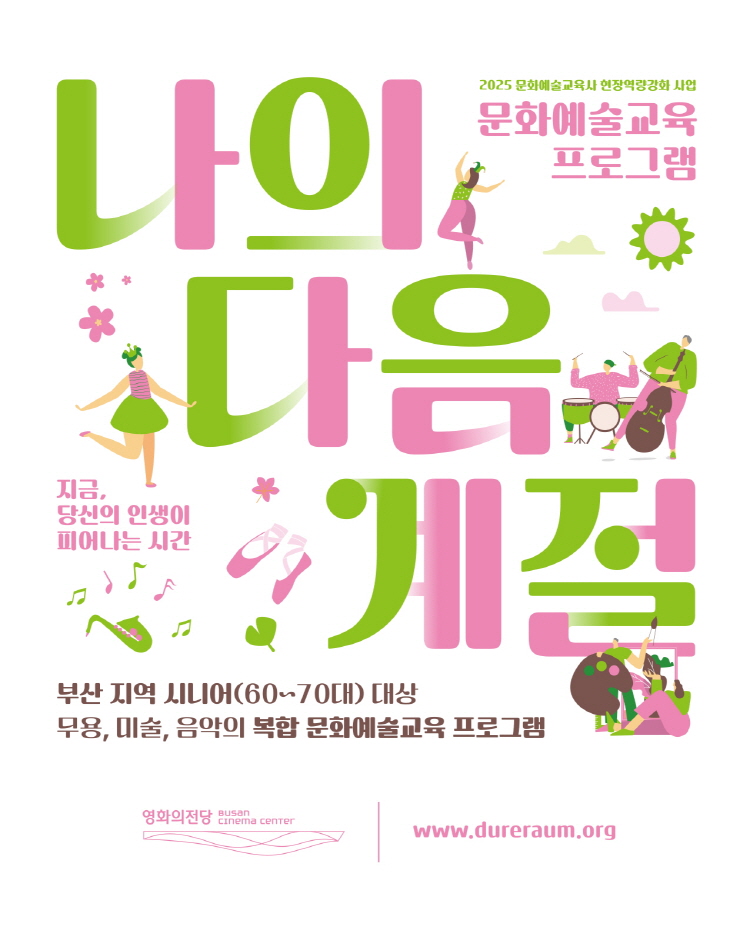 2025 문화예술교육사 현장역량강화 사업
문화예술교육
프로그램
나의
다음
계절
지금,
당신의 인생이
피어나는 시간
부산 지역 시니어(60~70대) 대상
무용, 미술, 음악의 복합 문화예술교육 프로그램
영화의전당 BUSAN CINEMA CENTER
www.dureraum.org